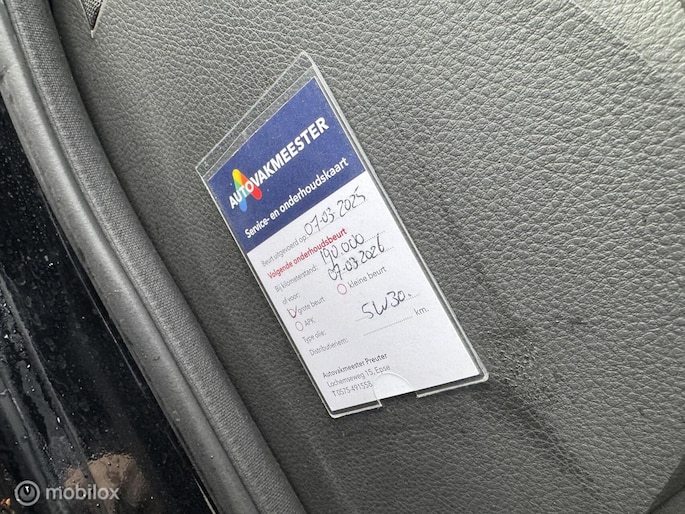 AUTOVAKMEESTER
Service- en onderhoudskaart
Beurt uitgevoerd op: 07-03-2025
Volgende onderhoudsbeurt
Bij kilometerstand: 190.000
of voor: 07-03-2026
grote beurt kleine beurt
APK
Type olie: 5W30
Distributieriem: km.
Autovakmeester Preuter
Lochemseweg 15, Epse
T 0575-491558
mobilox